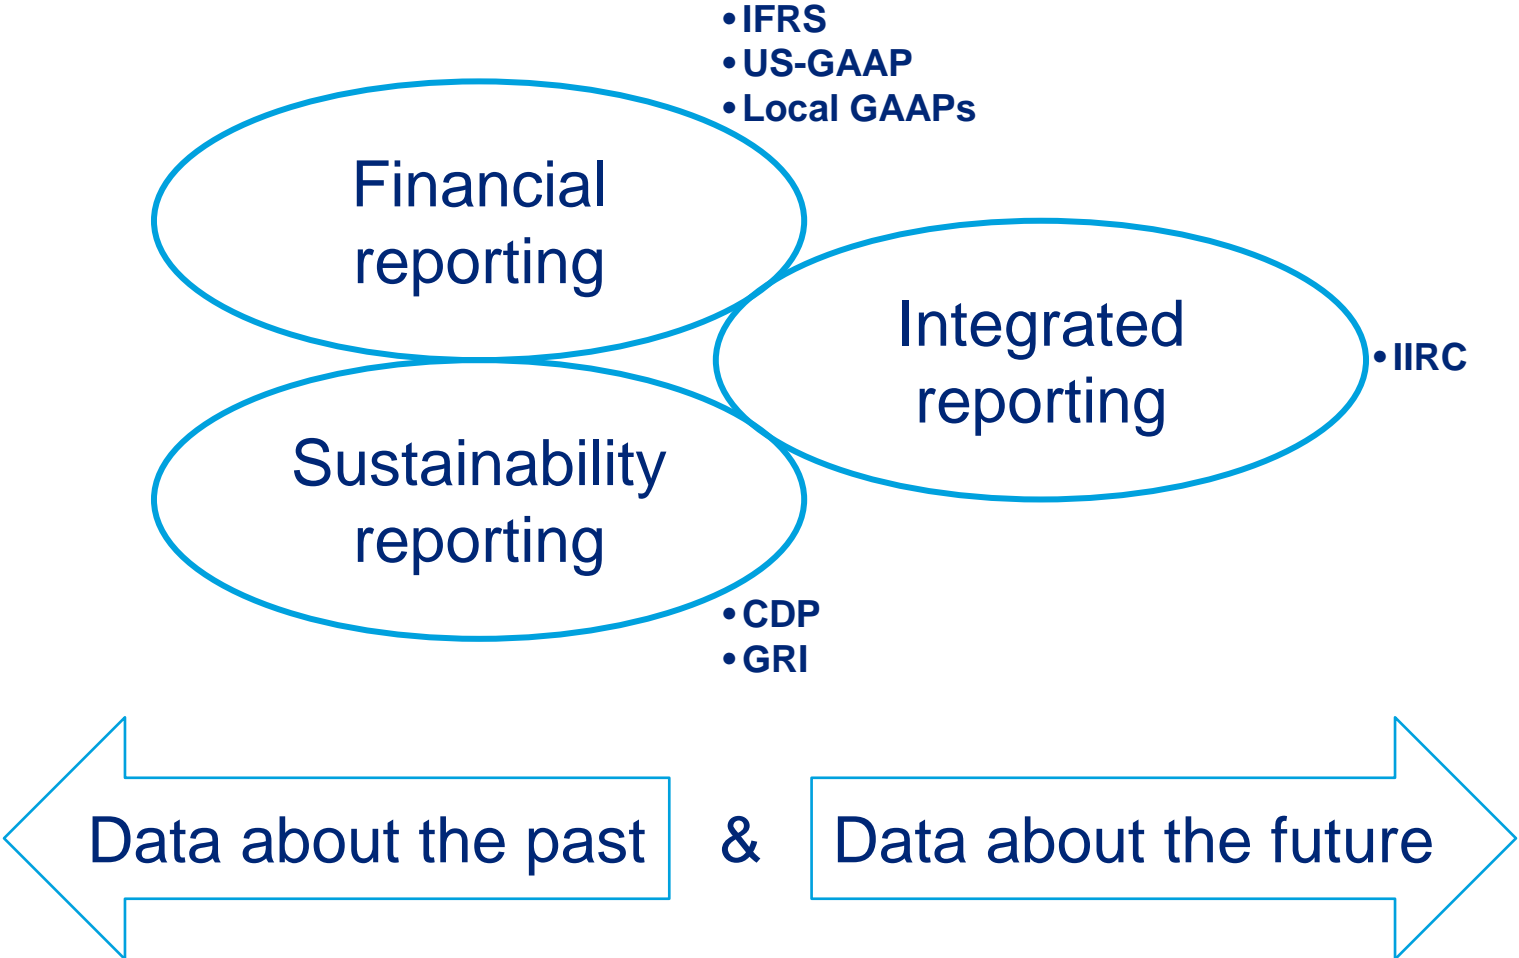 •IFRS
•US-GAAP
•Local GAAPs
Financial
reporting
Integrated
reporting
•IIRC
Sustainability
reporting
•CDP
•GRI
Data about the past & Data about the future